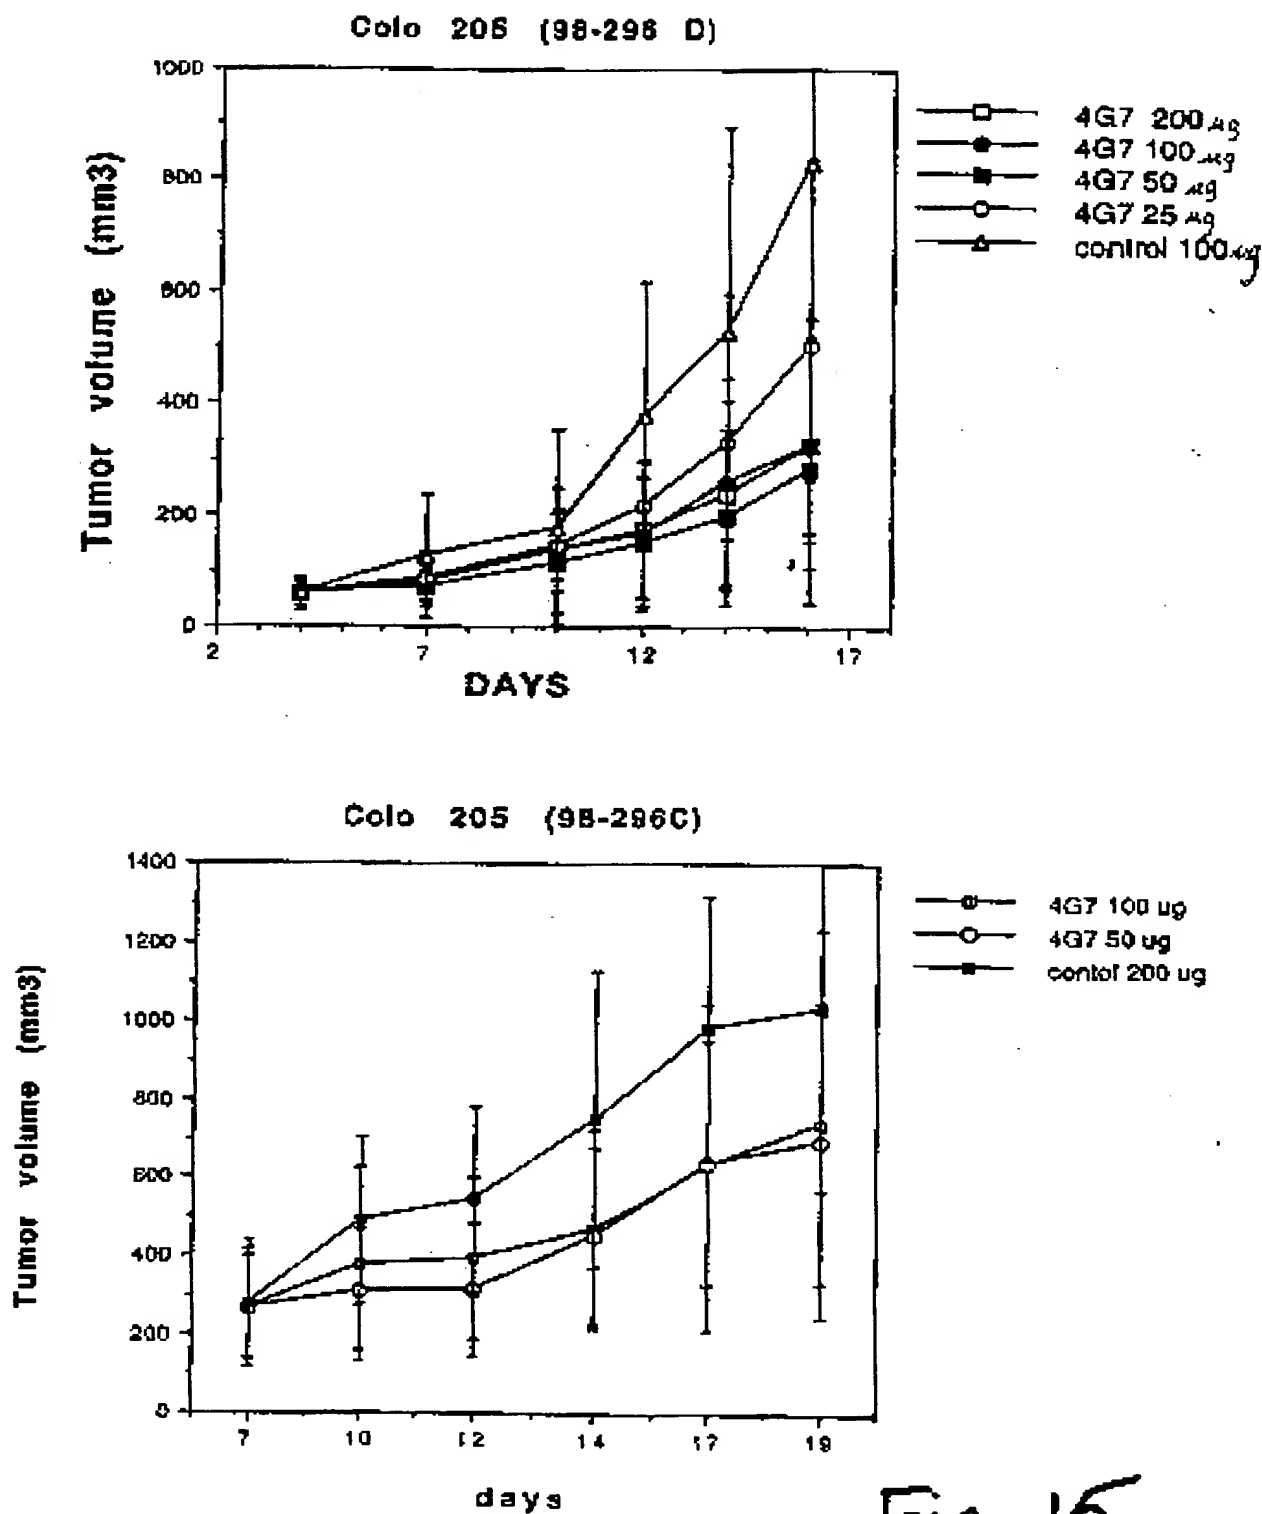 Colo 205 (98-296 D)
1000
800
600
400
200
0
2 7 12 17
DAYS
Tumor volume (mm3)
4G7 200 µg
4G7 100 µg
4G7 50 µg
4G7 25 µg
control 100 µg
Colo 205 (98-296C)
1400
1200
1000
800
600
400
200
0
7 10 12 14 17 19
days
Tumor volume (mm3)
4G7 100 ug
4G7 50 ug
contol 200 ug